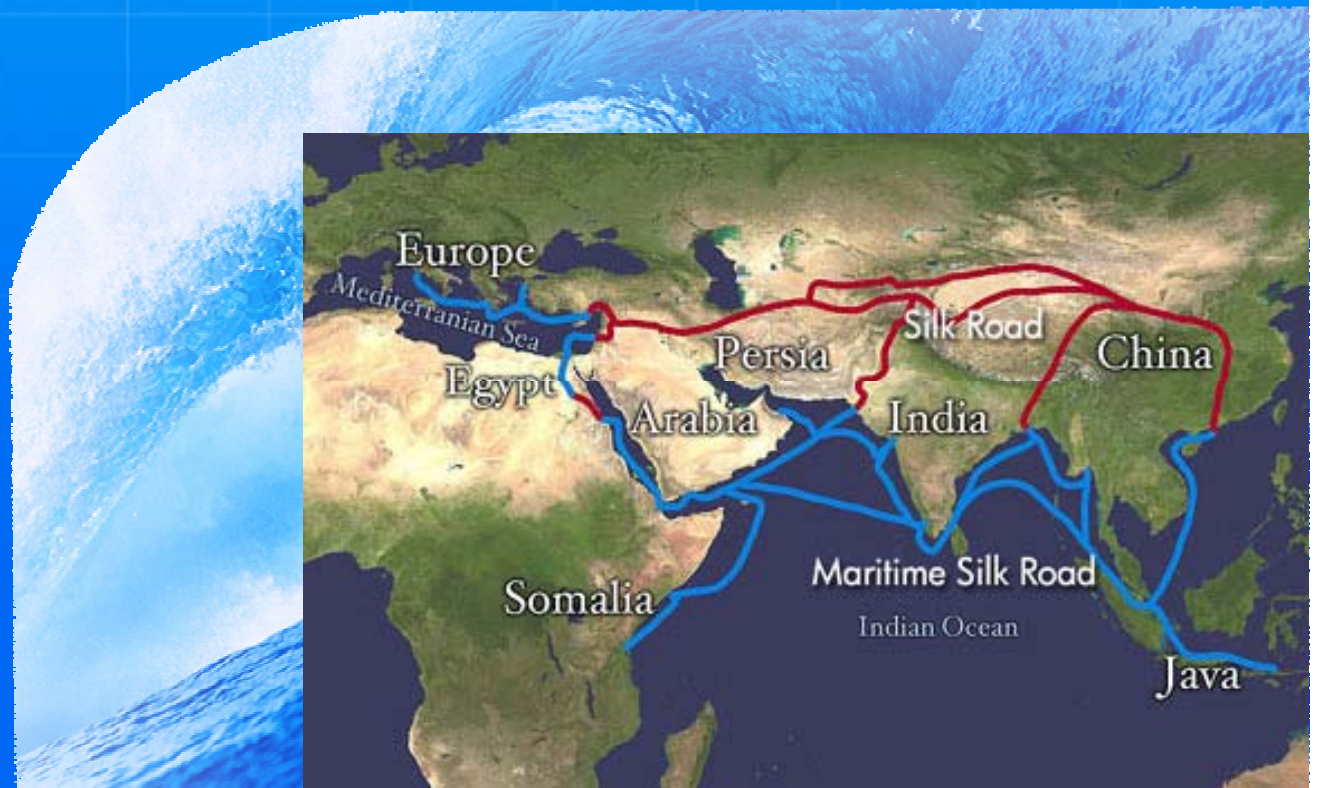 Europe
Mediterranean Sea
Silk Road
Persia
China
Egypt
Arabia
India
Maritime Silk Road
Somalia
Indian Ocean
Java